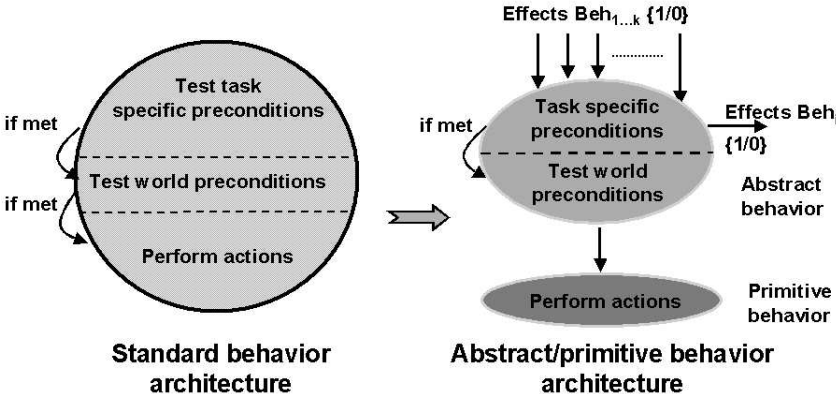 Test task
specific preconditions
if met
Test world preconditions
if met
Perform actions
Standard behavior
architecture
Effects Beh1...k {1/0}
Task specific
preconditions
if met
Test world
preconditions
Effects Behi
{1/0}
Abstract
behavior
Perform actions
Primitive
behavior
Abstract/primitive behavior
architecture